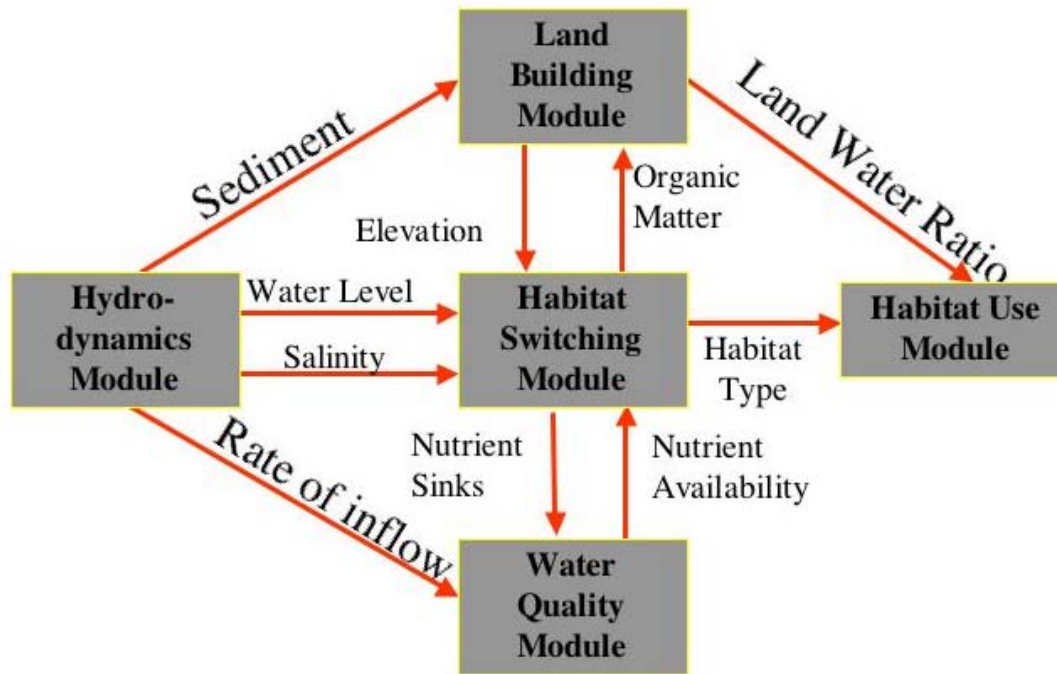 Land
Building
Module
Sediment
Land Water Ratio
Elevation
Organic
Matter
Hydro-
dynamics
Module
Water Level
Salinity
Habitat
Switching
Module
Habitat
Type
Habitat Use
Module
Rate of inflow
Nutrient
Sinks
Nutrient
Availability
Water
Quality
Module